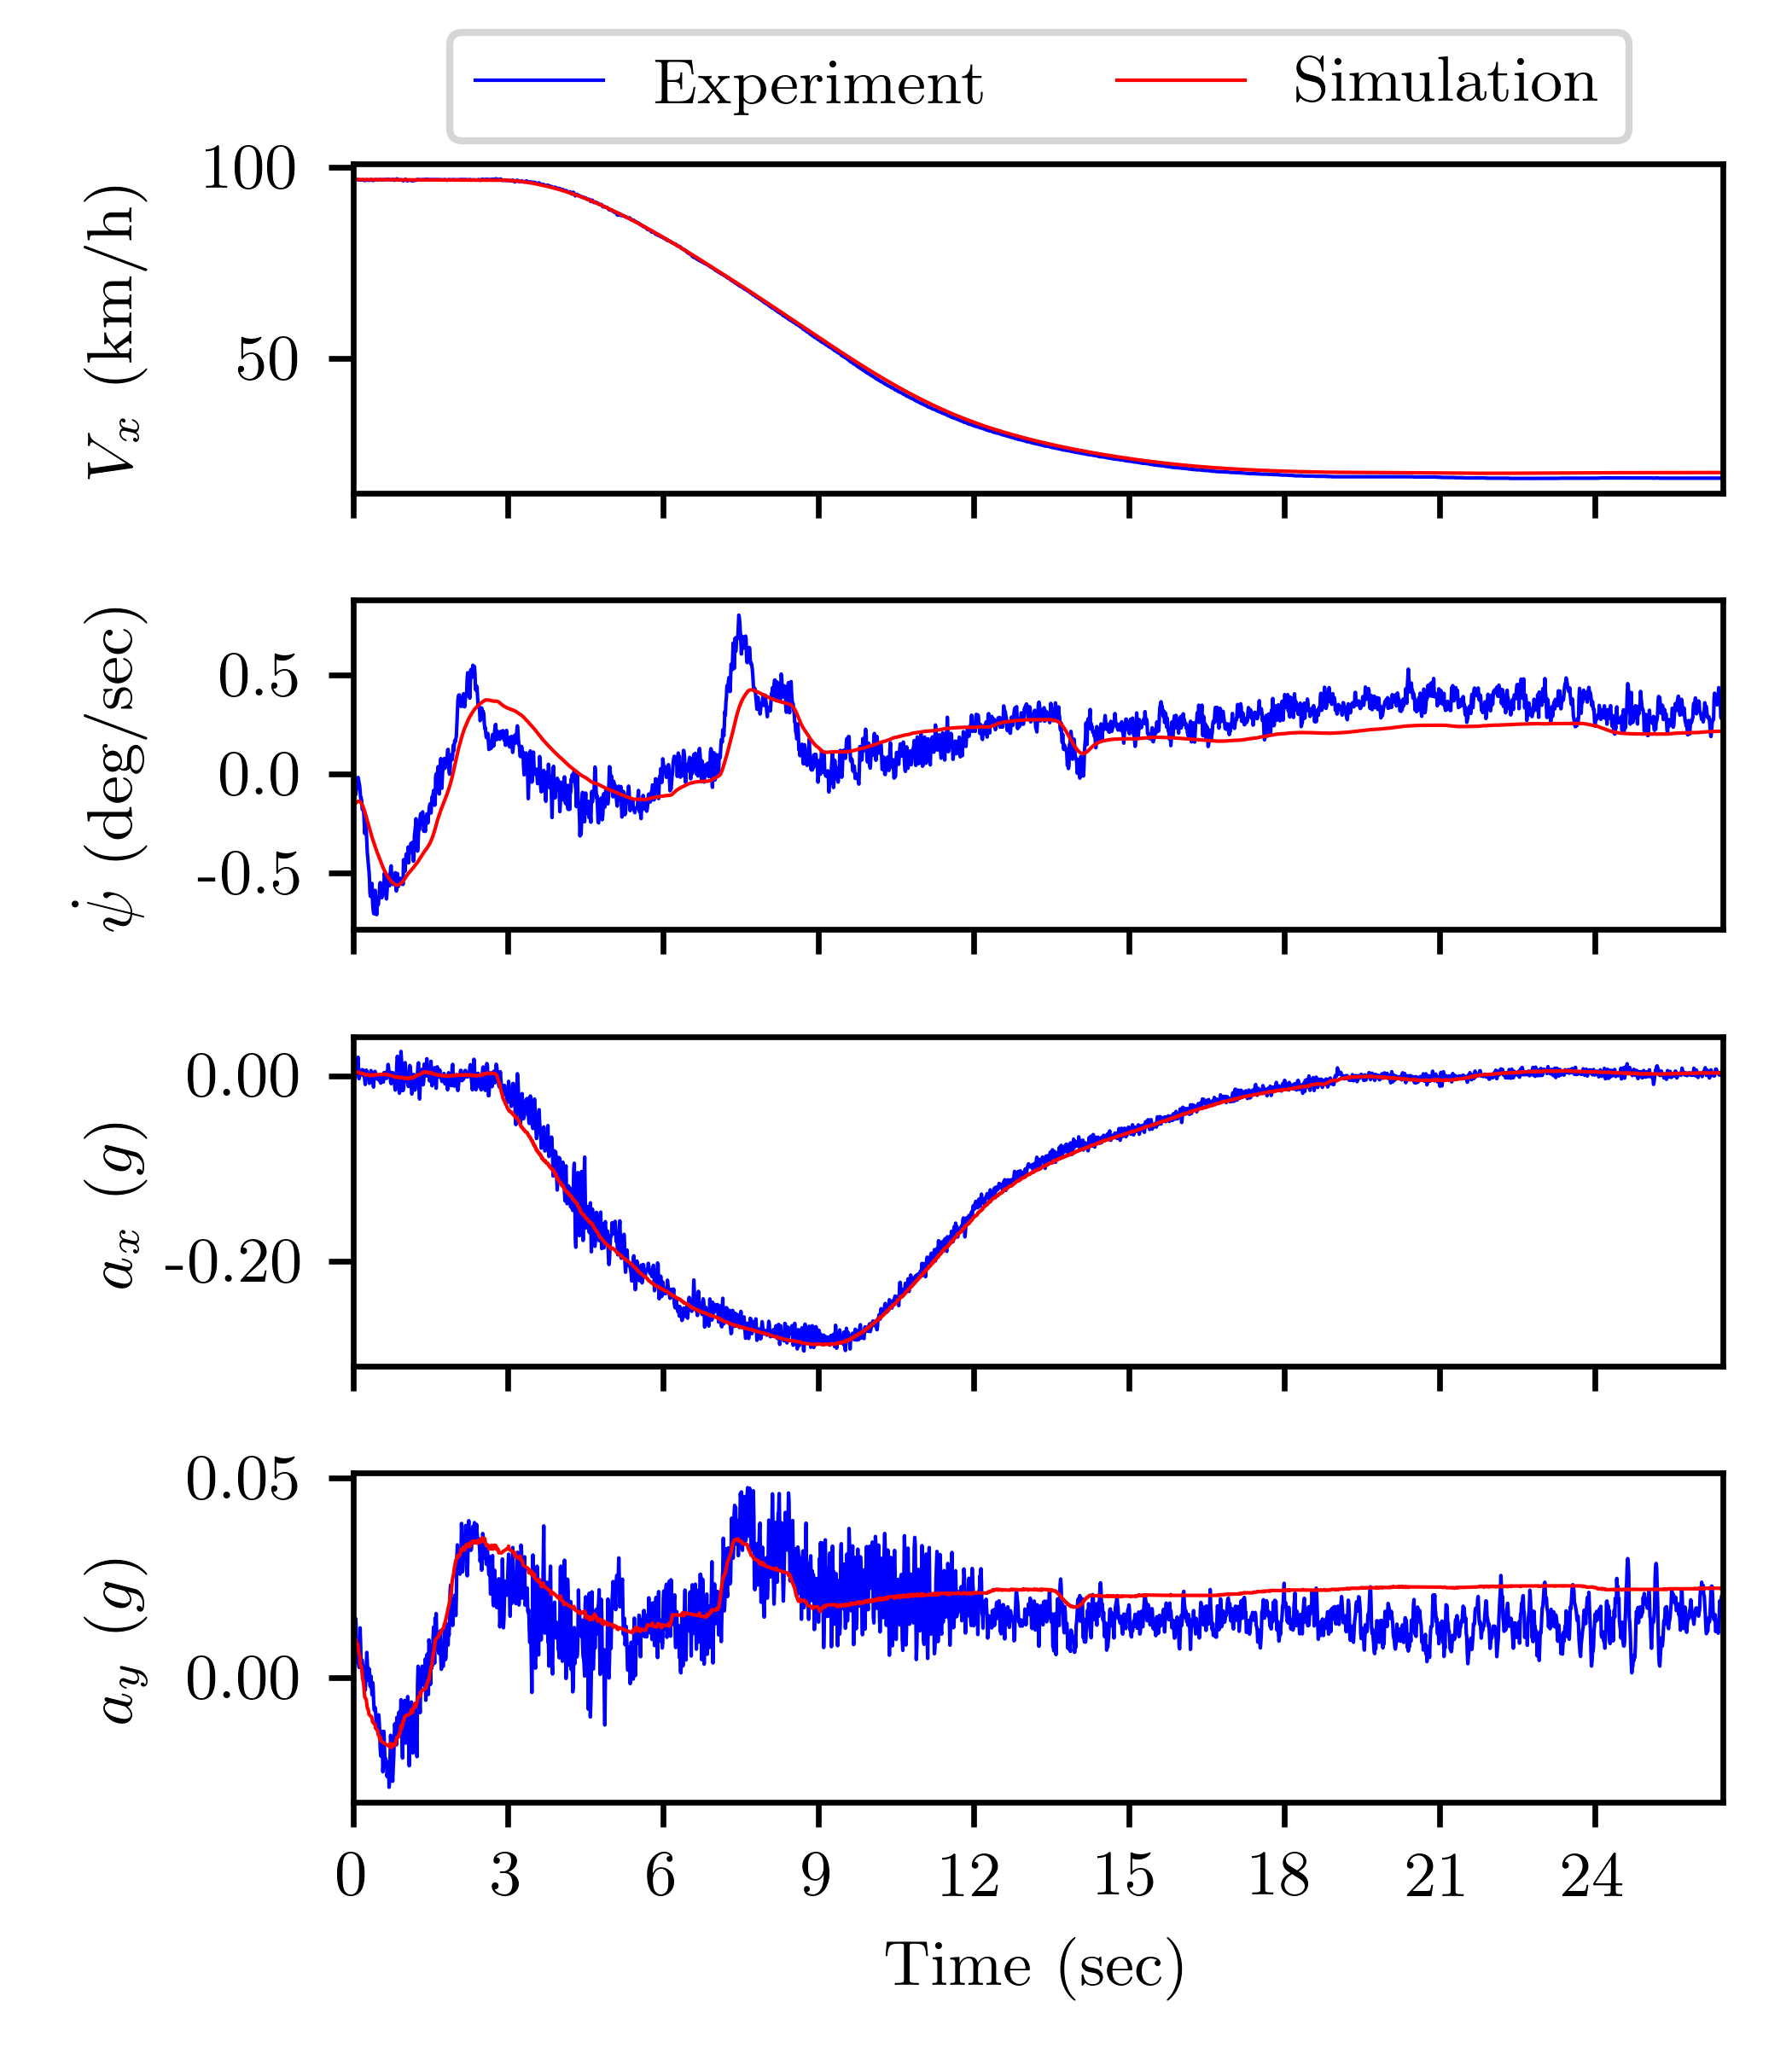 Experiment Simulation
100
50
V_x (km/h)
0.5
0.0
-0.5
ψ̇ (deg/sec)
0.00
-0.20
a_x (g)
0.05
0.00
a_y (g)
0 3 6 9 12 15 18 21 24
Time (sec)